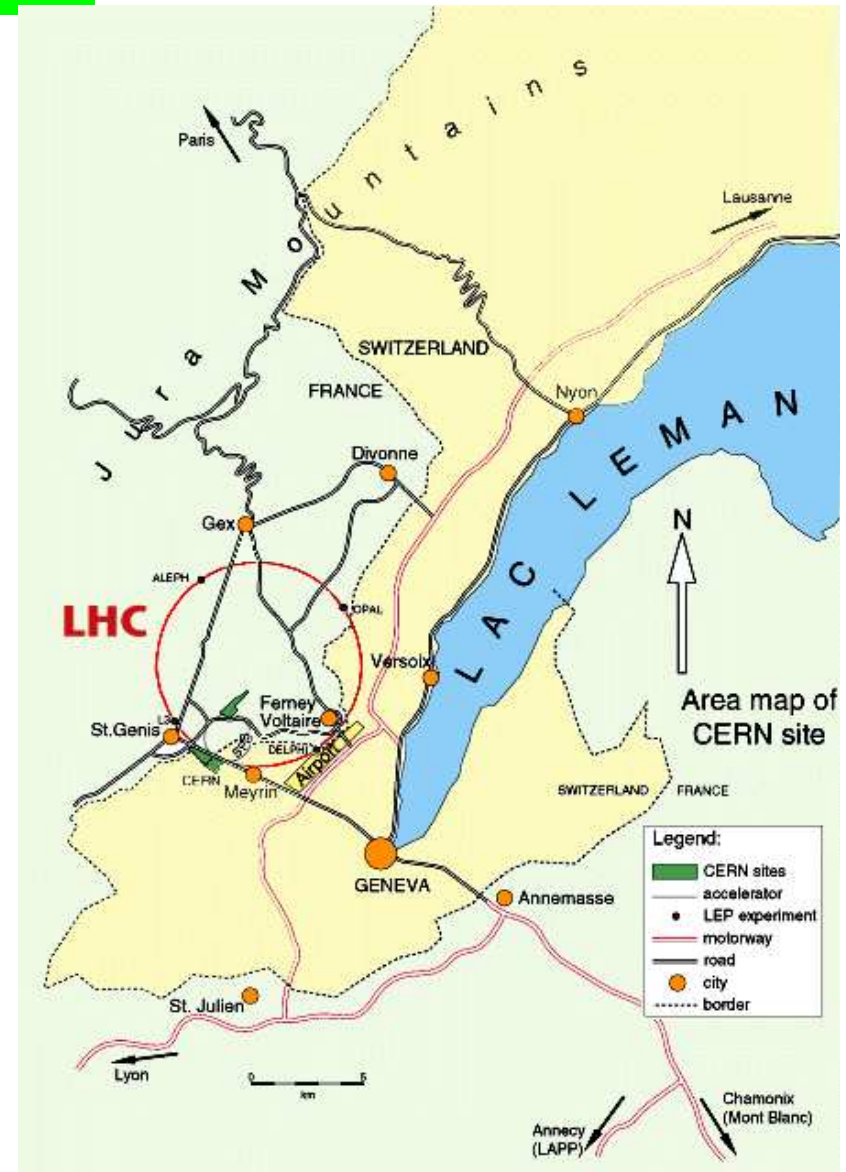 Jura Mountains
Paris
Lausanne
SWITZERLAND
FRANCE
Nyon
Divonne
LAC LEMAN
Gex
N
ALEPH
OPAL
LHC
Versoix
Area map of
CERN site
Ferney
Voltaire
L3
St.Genis
SPS
DELPHI
Airport
CERN
Meyrin
SWITZERLAND
FRANCE
GENEVA
Legend:
CERN sites
accelerator
LEP experiment
motorway
road
city
border
Annemasse
St. Julien
Lyon
0
5
km
Chamonix
(Mont Blanc)
Annecy
(LAPP)